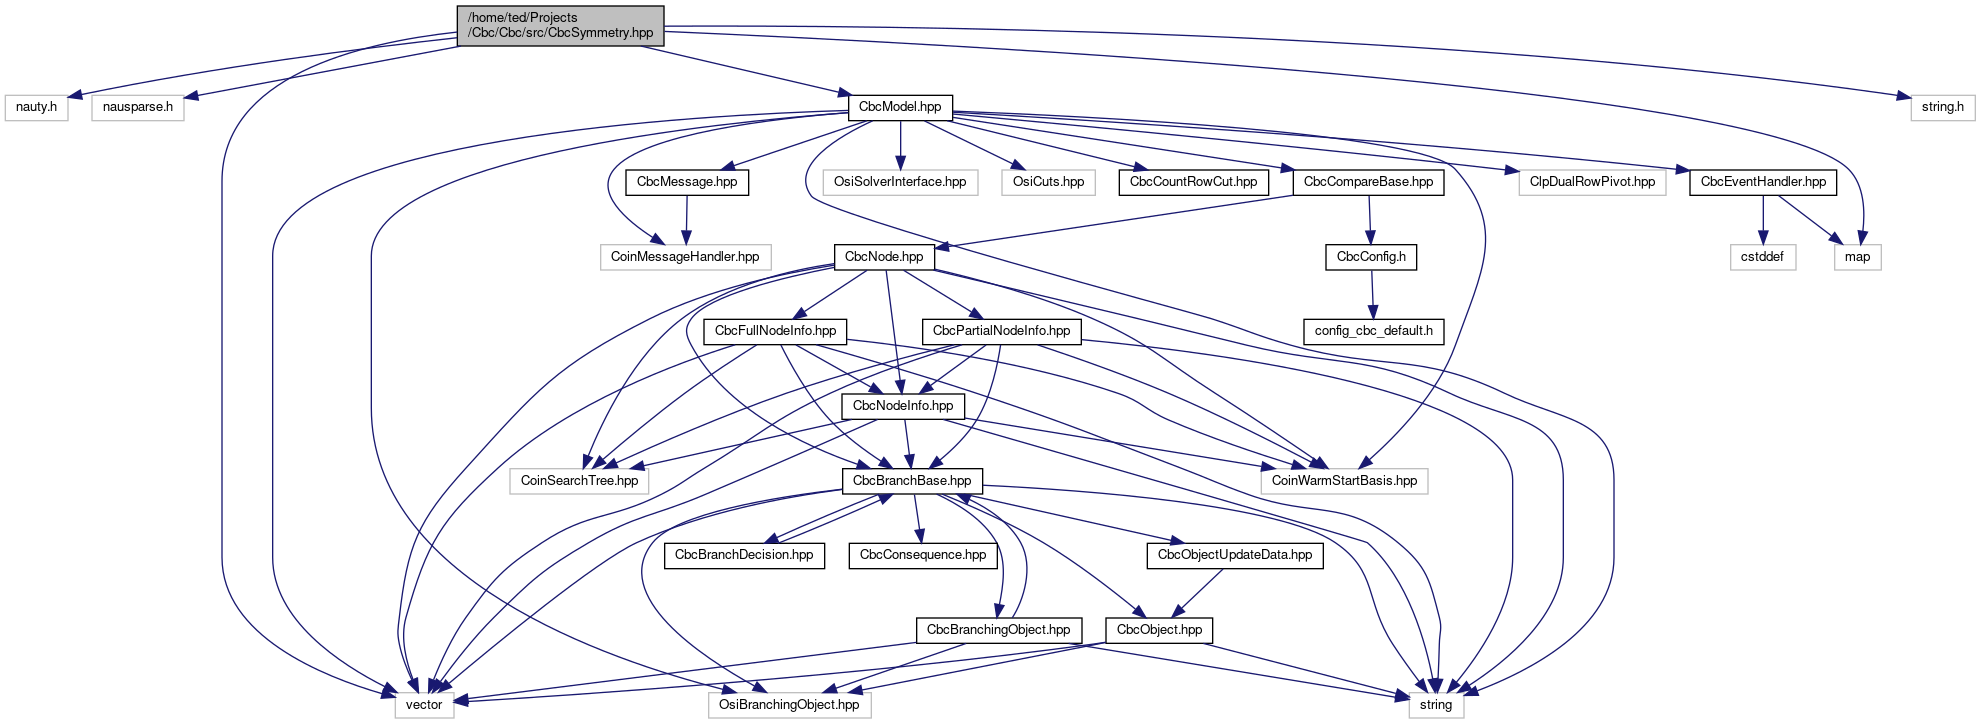 /home/ted/Projects
/Cbc/Cbc/src/CbcSymmetry.hpp
nauty.h
nausparse.h
CbcModel.hpp
string.h
CbcMessage.hpp
OsiSolverInterface.hpp
OsiCuts.hpp
CbcCountRowCut.hpp
CbcCompareBase.hpp
ClpDualRowPivot.hpp
CbcEventHandler.hpp
CoinMessageHandler.hpp
CbcNode.hpp
CbcConfig.h
cstddef
map
CbcFullNodeInfo.hpp
CbcPartialNodeInfo.hpp
config_cbc_default.h
CbcNodeInfo.hpp
CoinSearchTree.hpp
CbcBranchBase.hpp
CoinWarmStartBasis.hpp
CbcBranchDecision.hpp
CbcConsequence.hpp
CbcObjectUpdateData.hpp
CbcBranchingObject.hpp
CbcObject.hpp
vector
OsiBranchingObject.hpp
string